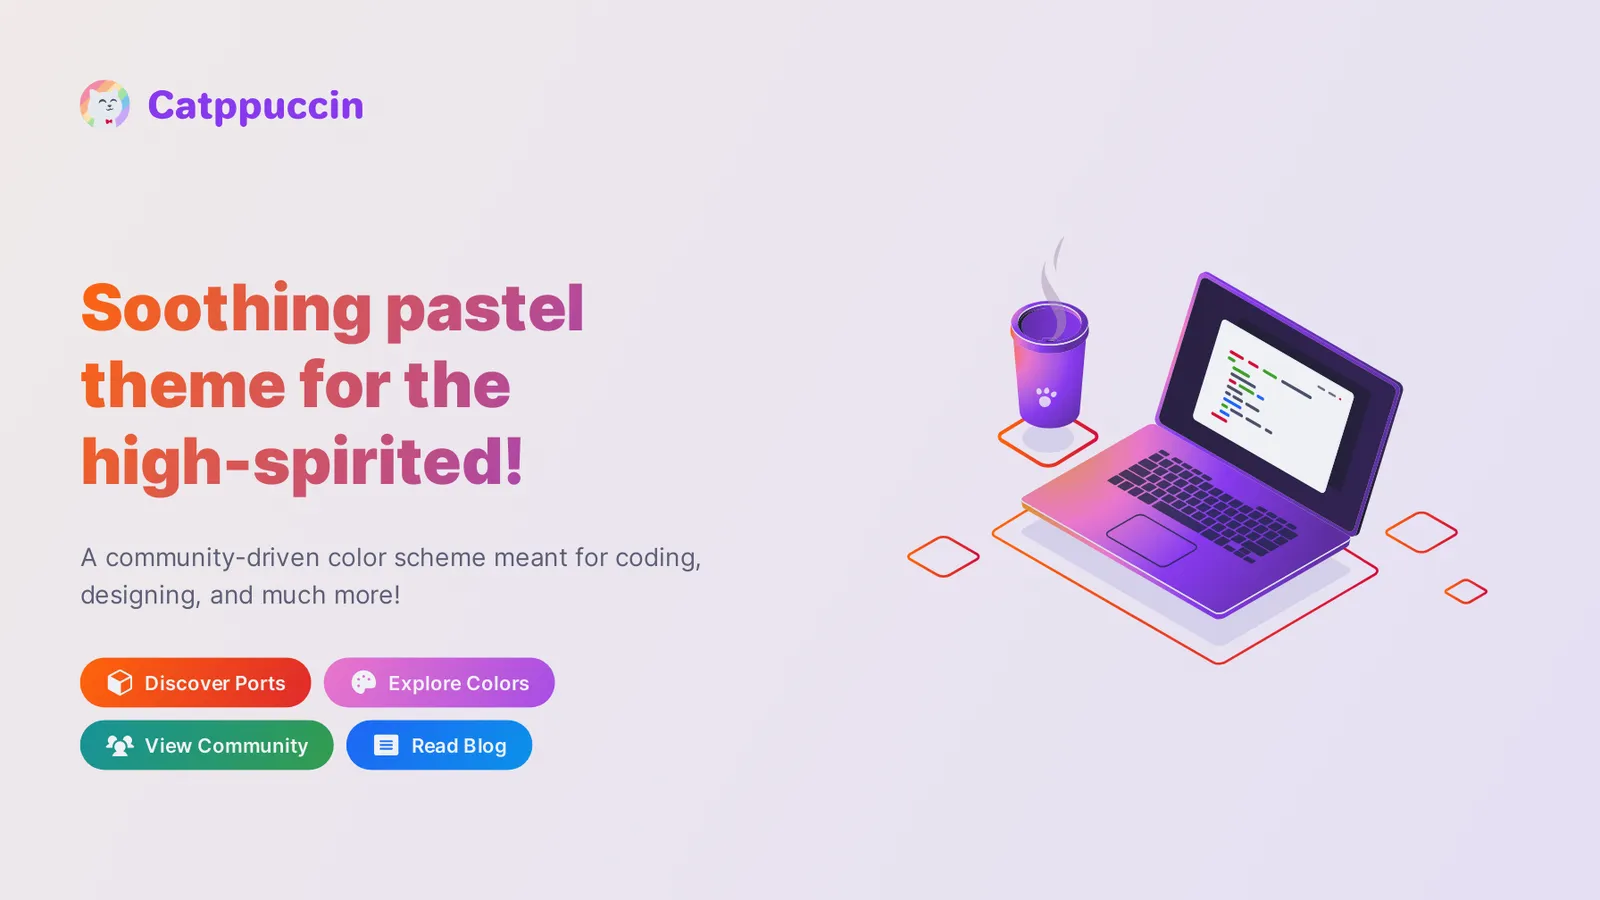 Catppuccin
Soothing pastel
theme for the
high-spirited!
A community-driven color scheme meant for coding,
designing, and much more!
Discover Ports
Explore Colors
View Community
Read Blog